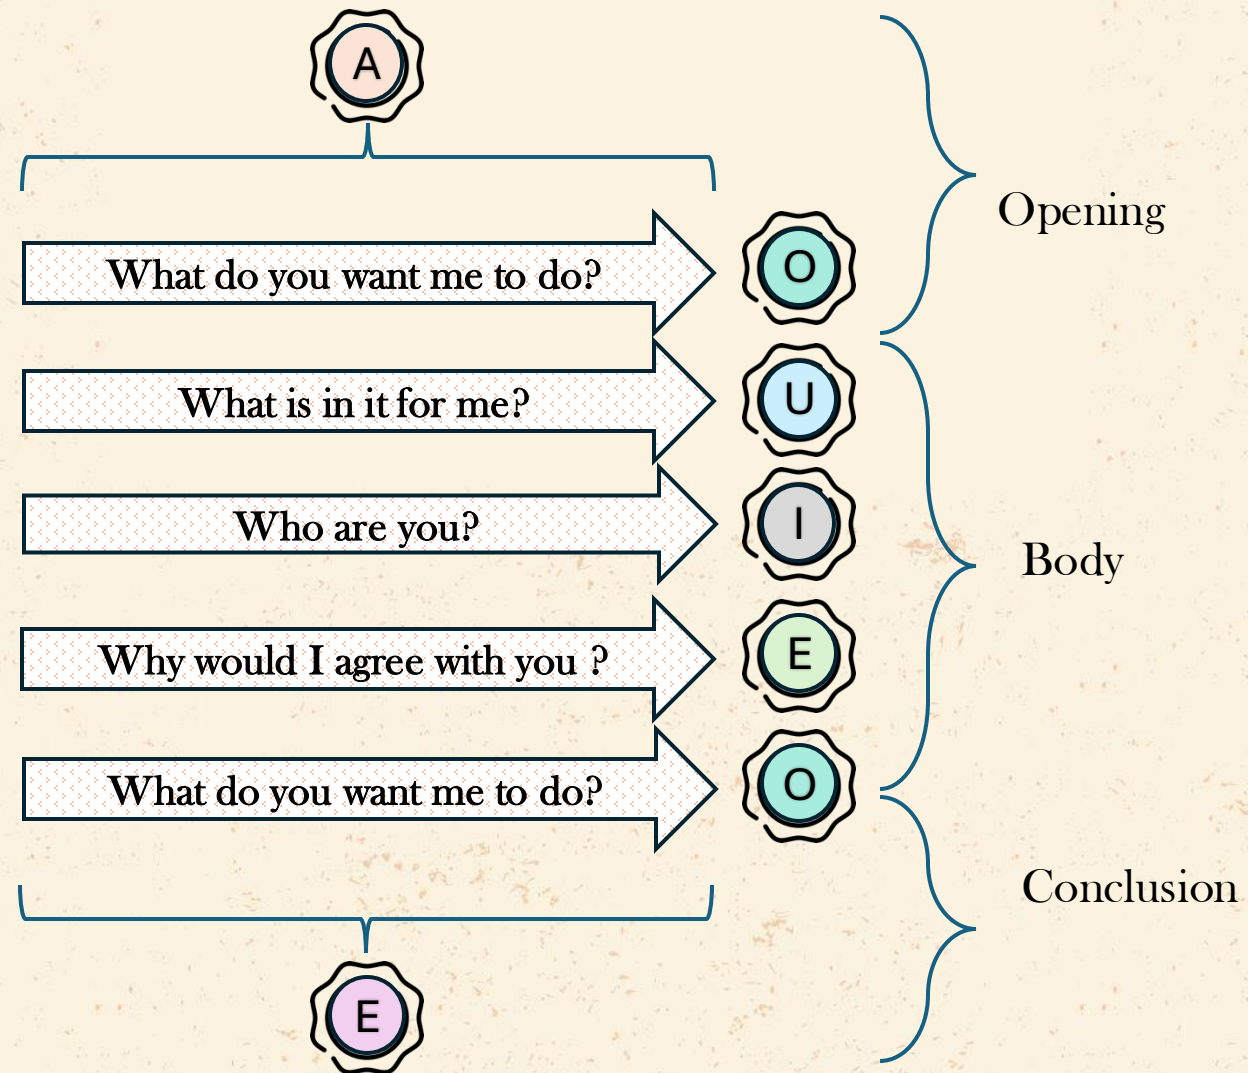 A
What do you want me to do?
O
Opening
What is in it for me?
U
Who are you?
I
Body
Why would I agree with you ?
E
What do you want me to do?
O
Conclusion
E